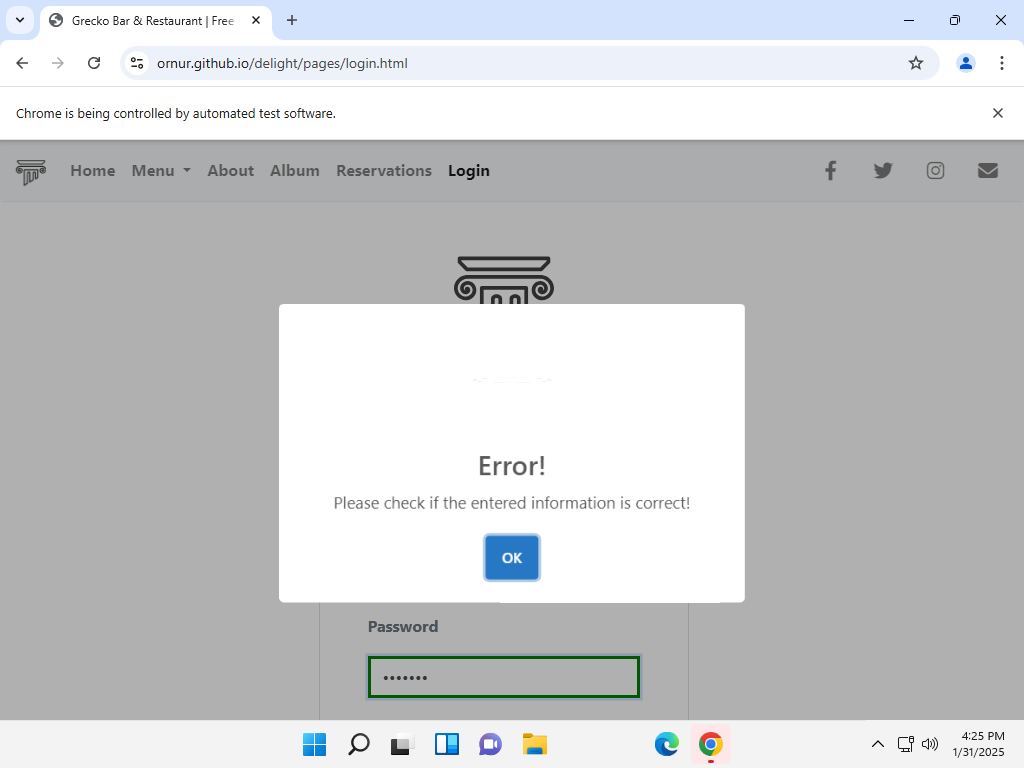 Grecko Bar & Restaurant | Free
ornur.github.io/delight/pages/login.html
Chrome is being controlled by automated test software.
Home Menu About Album Reservations Login
Error!
Please check if the entered information is correct!
OK
Password
•••••••
4:25 PM
1/31/2025